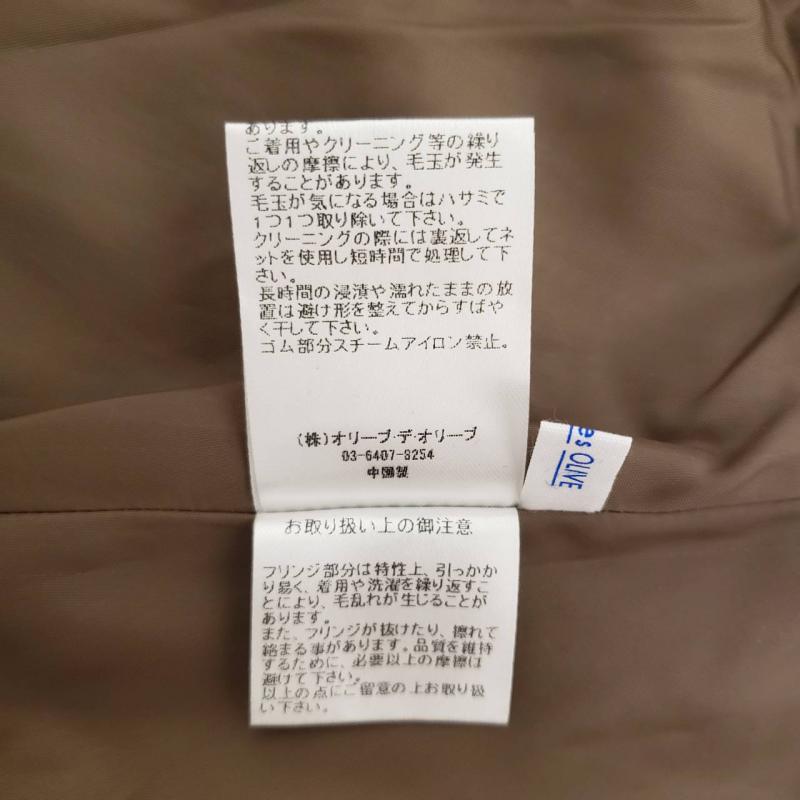 あります。
ご着用やクリーニング等の繰り
返しの摩擦により、毛玉が発生
することがあります。
毛玉が気になる場合はハサミで
1つ1つ取り除いて下さい。
クリーニングの際には裏返してネ
ットを使用し短時間で処理して下
さい。
長時間の浸漬や濡れたままの放
置は避け形を整えてからすばや
く干して下さい。
ゴム部分スチームアイロン禁止。
(株)オリーブ・デ・オリーブ
03-6407-8254
中国製
es OLIVE
お取り扱い上の御注意
フリンジ部分は特性上、引っかか
り易く、着用や洗濯を繰り返すこ
とにより、毛乱れが生じることが
あります。
また、フリンジが抜けたり、擦れて
絡まる事があります。品質を維持
するために、必要以上の摩擦は
避けて下さい。
以上の点にご留意の上お取り扱
い下さい。